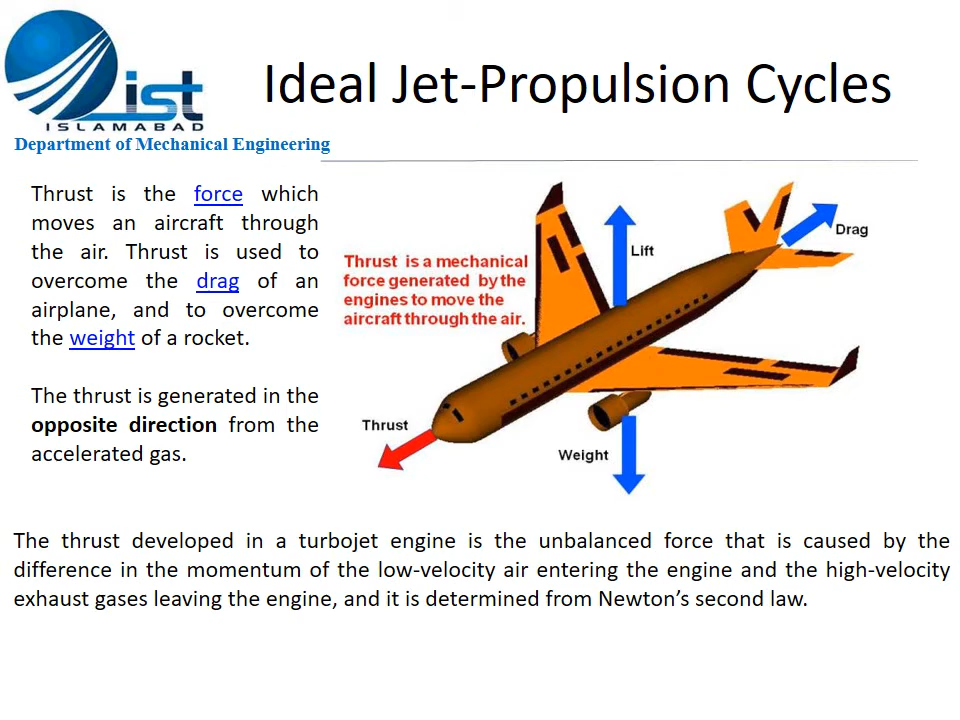 ist
ISLAMABAD
Department of Mechanical Engineering
Ideal Jet-Propulsion Cycles
Thrust is the force which
moves an aircraft through
the air. Thrust is used to
overcome the drag of an
airplane, and to overcome
the weight of a rocket.
The thrust is generated in the
opposite direction from the
accelerated gas.
Thrust is a mechanical
force generated by the
engines to move the
aircraft through the air.
Lift
Drag
Thrust
Weight
The thrust developed in a turbojet engine is the unbalanced force that is caused by the
difference in the momentum of the low-velocity air entering the engine and the high-velocity
exhaust gases leaving the engine, and it is determined from Newton’s second law.